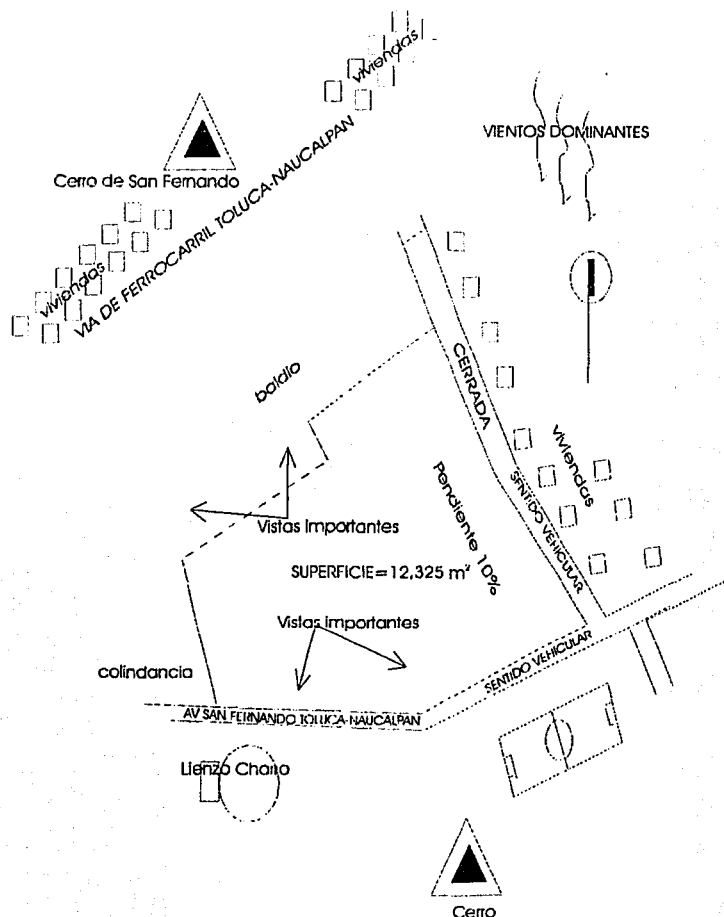 viviendas
VIENTOS DOMINANTES
Cerro de San Fernando
VIA DE FERROCARRIL TOLUCA-NAUCALPAN
viviendas
CERRADA
baldio
viviendas
Pendiente 10%
SENTIDO VEHICULAR
Vistas Importantes
SUPERFICIE=12,325 m²
Vistas importantes
SENTIDO VEHICULAR
colindancia
AV SAN FERNANDO TOLUCA-NAUCALPAN
Lienzo Charro
Cerro